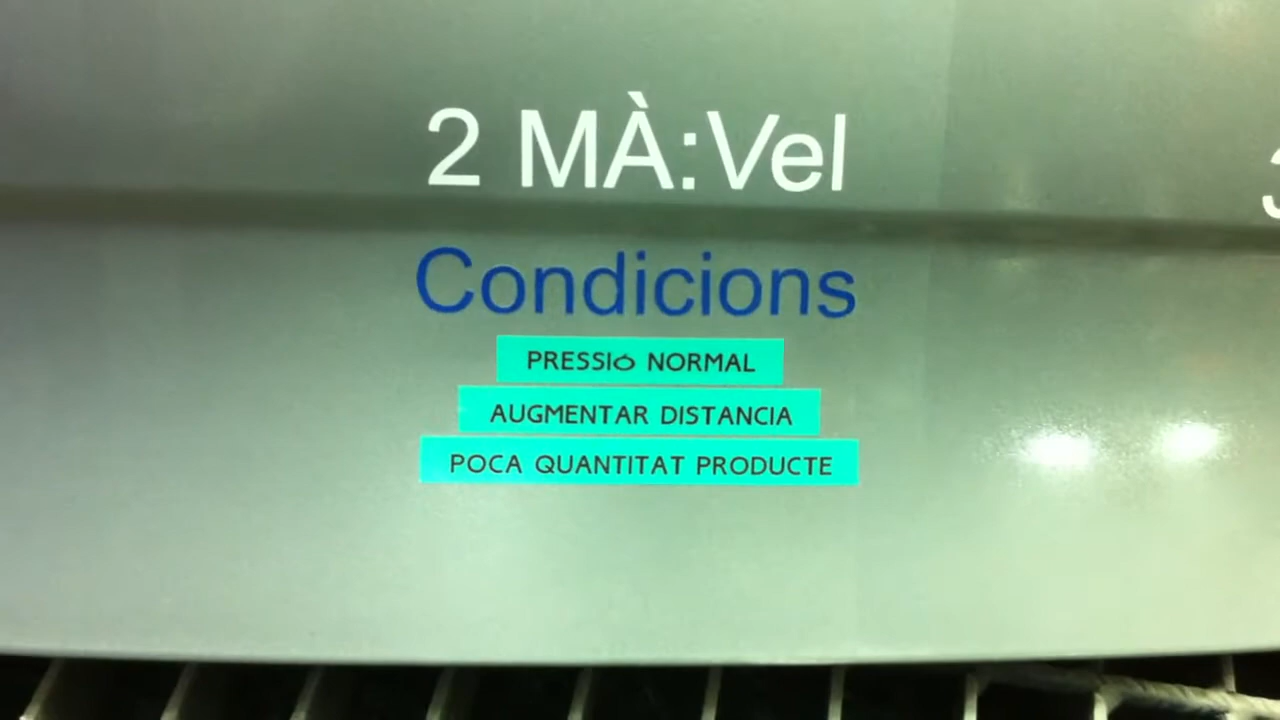 2 MÀ:Vel
Condicions
PRESSIÓ NORMAL
AUGMENTAR DISTANCIA
POCA QUANTITAT PRODUCTE